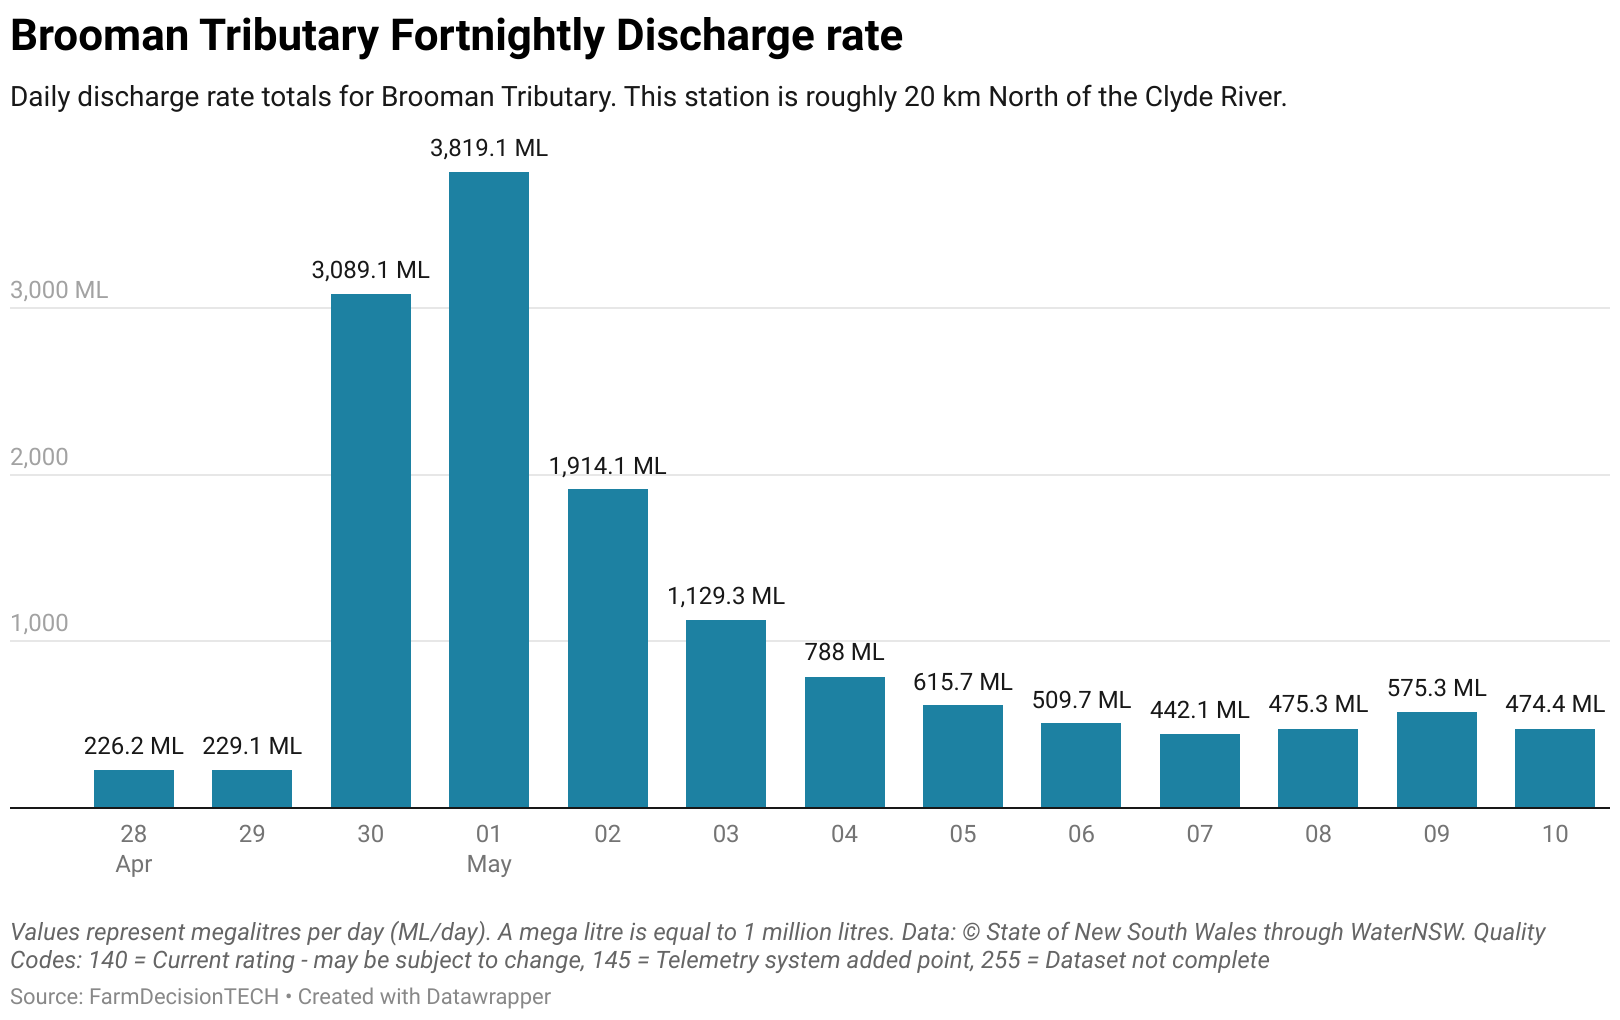 Brooman Tributary Fortnightly Discharge rate
Daily discharge rate totals for Brooman Tributary. This station is roughly 20 km North of the Clyde River.
3,819.1 ML
3,089.1 ML
3,000 ML
2,000
1,914.1 ML
1,129.3 ML
1,000
788 ML
615.7 ML
509.7 ML
442.1 ML
475.3 ML
575.3 ML
474.4 ML
226.2 ML
229.1 ML
28 29 30 01 02 03 04 05 06 07 08 09 10
Apr May
Values represent megalitres per day (ML/day). A mega litre is equal to 1 million litres. Data: © State of New South Wales through WaterNSW. Quality
Codes: 140 = Current rating - may be subject to change, 145 = Telemetry system added point, 255 = Dataset not complete
Source: FarmDecisionTECH • Created with Datawrapper